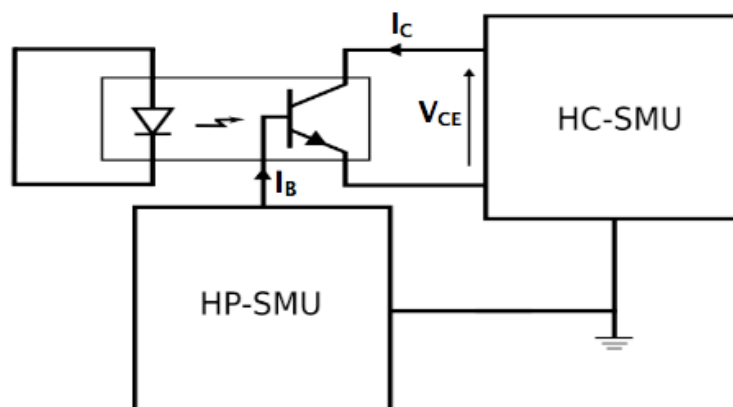 I_C
V_CE
HC-SMU
I_B
HP-SMU